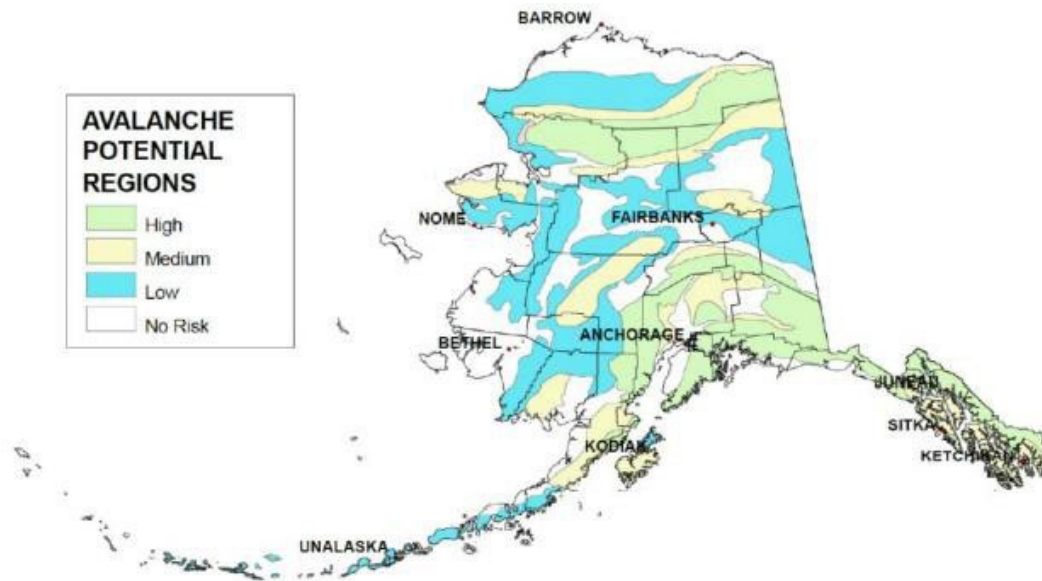 BARROW
AVALANCHE
POTENTIAL
REGIONS
High
Medium
Low
No Risk
NOME
FAIRBANKS
BETHEL
ANCHORAGE
JUNEAU
SITKA
KETCHIKAN
KODIAK
UNALASKA